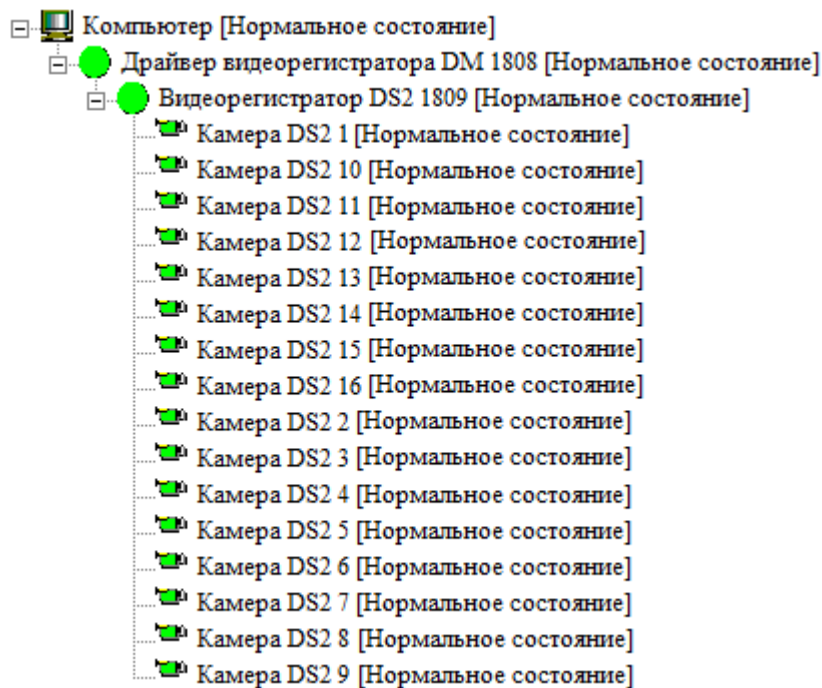 Компьютер [Нормальное состояние]
Драйвер видеорегистратора DM 1808 [Нормальное состояние]
Видеорегистратор DS2 1809 [Нормальное состояние]
Камера DS2 1 [Нормальное состояние]
Камера DS2 10 [Нормальное состояние]
Камера DS2 11 [Нормальное состояние]
Камера DS2 12 [Нормальное состояние]
Камера DS2 13 [Нормальное состояние]
Камера DS2 14 [Нормальное состояние]
Камера DS2 15 [Нормальное состояние]
Камера DS2 16 [Нормальное состояние]
Камера DS2 2 [Нормальное состояние]
Камера DS2 3 [Нормальное состояние]
Камера DS2 4 [Нормальное состояние]
Камера DS2 5 [Нормальное состояние]
Камера DS2 6 [Нормальное состояние]
Камера DS2 7 [Нормальное состояние]
Камера DS2 8 [Нормальное состояние]
Камера DS2 9 [Нормальное состояние]